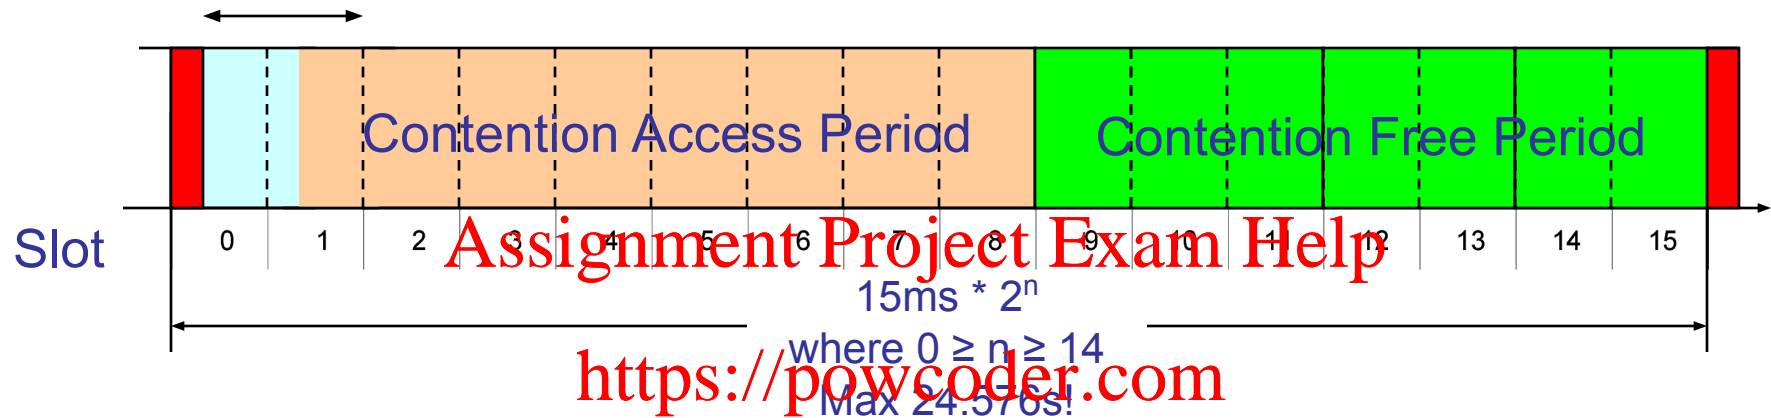 Contention Access Period Contention Free Period
Slot 0 1 2 3 4 5 6 7 8 9 10 11 12 13 14 15
Assignment Project Exam Help
15ms * 2ⁿ
where 0 ≥ n ≥ 14
https://powcoder.com
Max 24.576s!